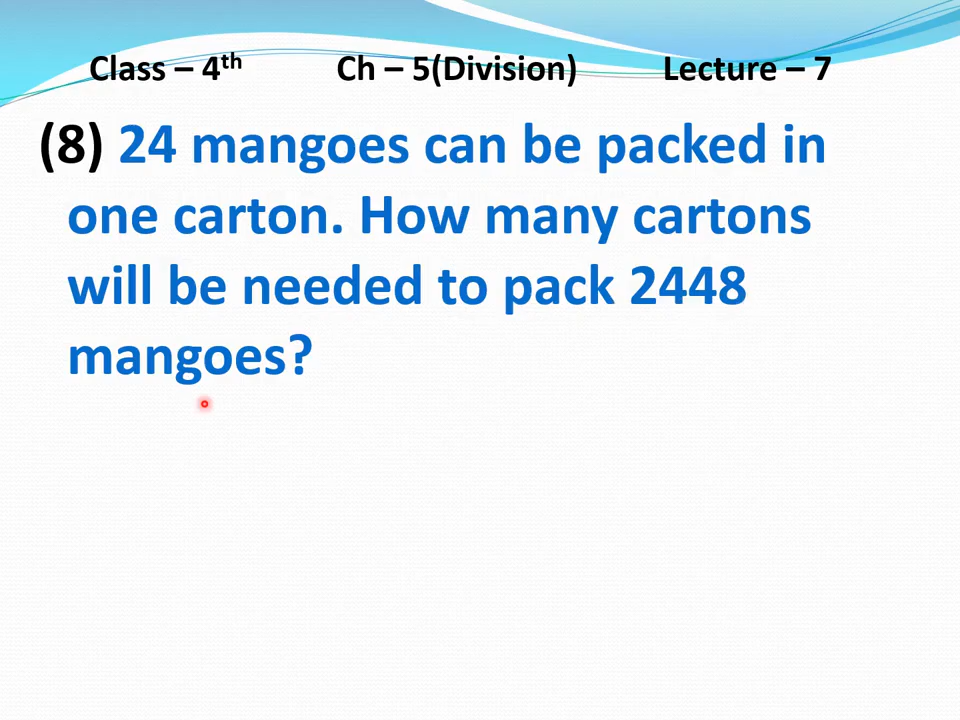 Class – 4th Ch – 5(Division) Lecture – 7
(8) 24 mangoes can be packed in
one carton. How many cartons
will be needed to pack 2448
mangoes?